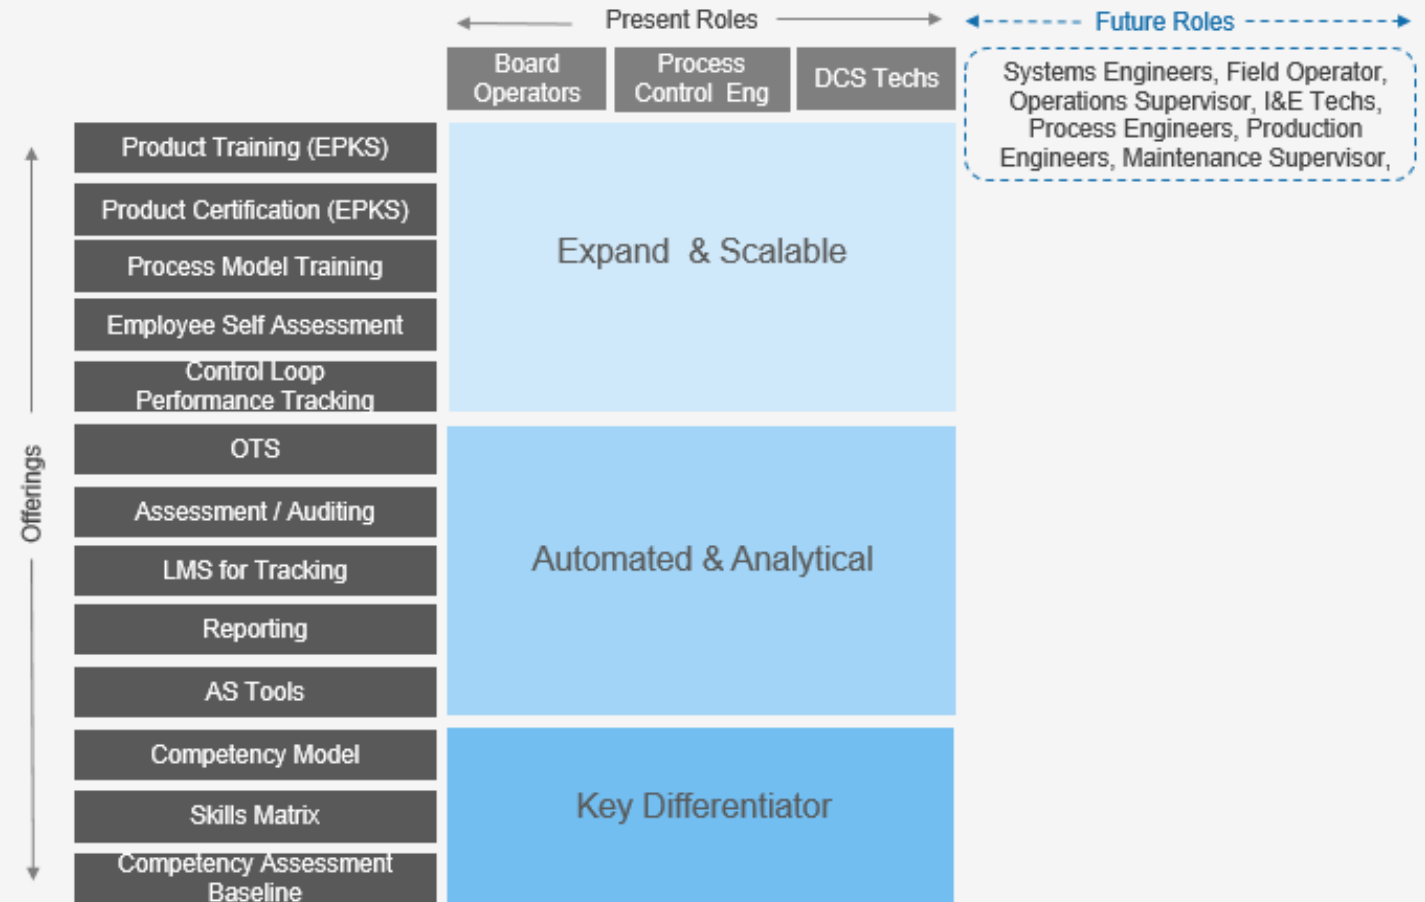 Present Roles
Future Roles
Board
Operators
Process
Control Eng
DCS Techs
Systems Engineers, Field Operator,
Operations Supervisor, I&E Techs,
Process Engineers, Production
Engineers, Maintenance Supervisor,
Offerings
Product Training (EPKS)
Product Certification (EPKS)
Process Model Training
Employee Self Assessment
Control Loop
Performance Tracking
Expand & Scalable
OTS
Assessment / Auditing
LMS for Tracking
Reporting
AS Tools
Automated & Analytical
Competency Model
Skills Matrix
Competency Assessment
Baseline
Key Differentiator